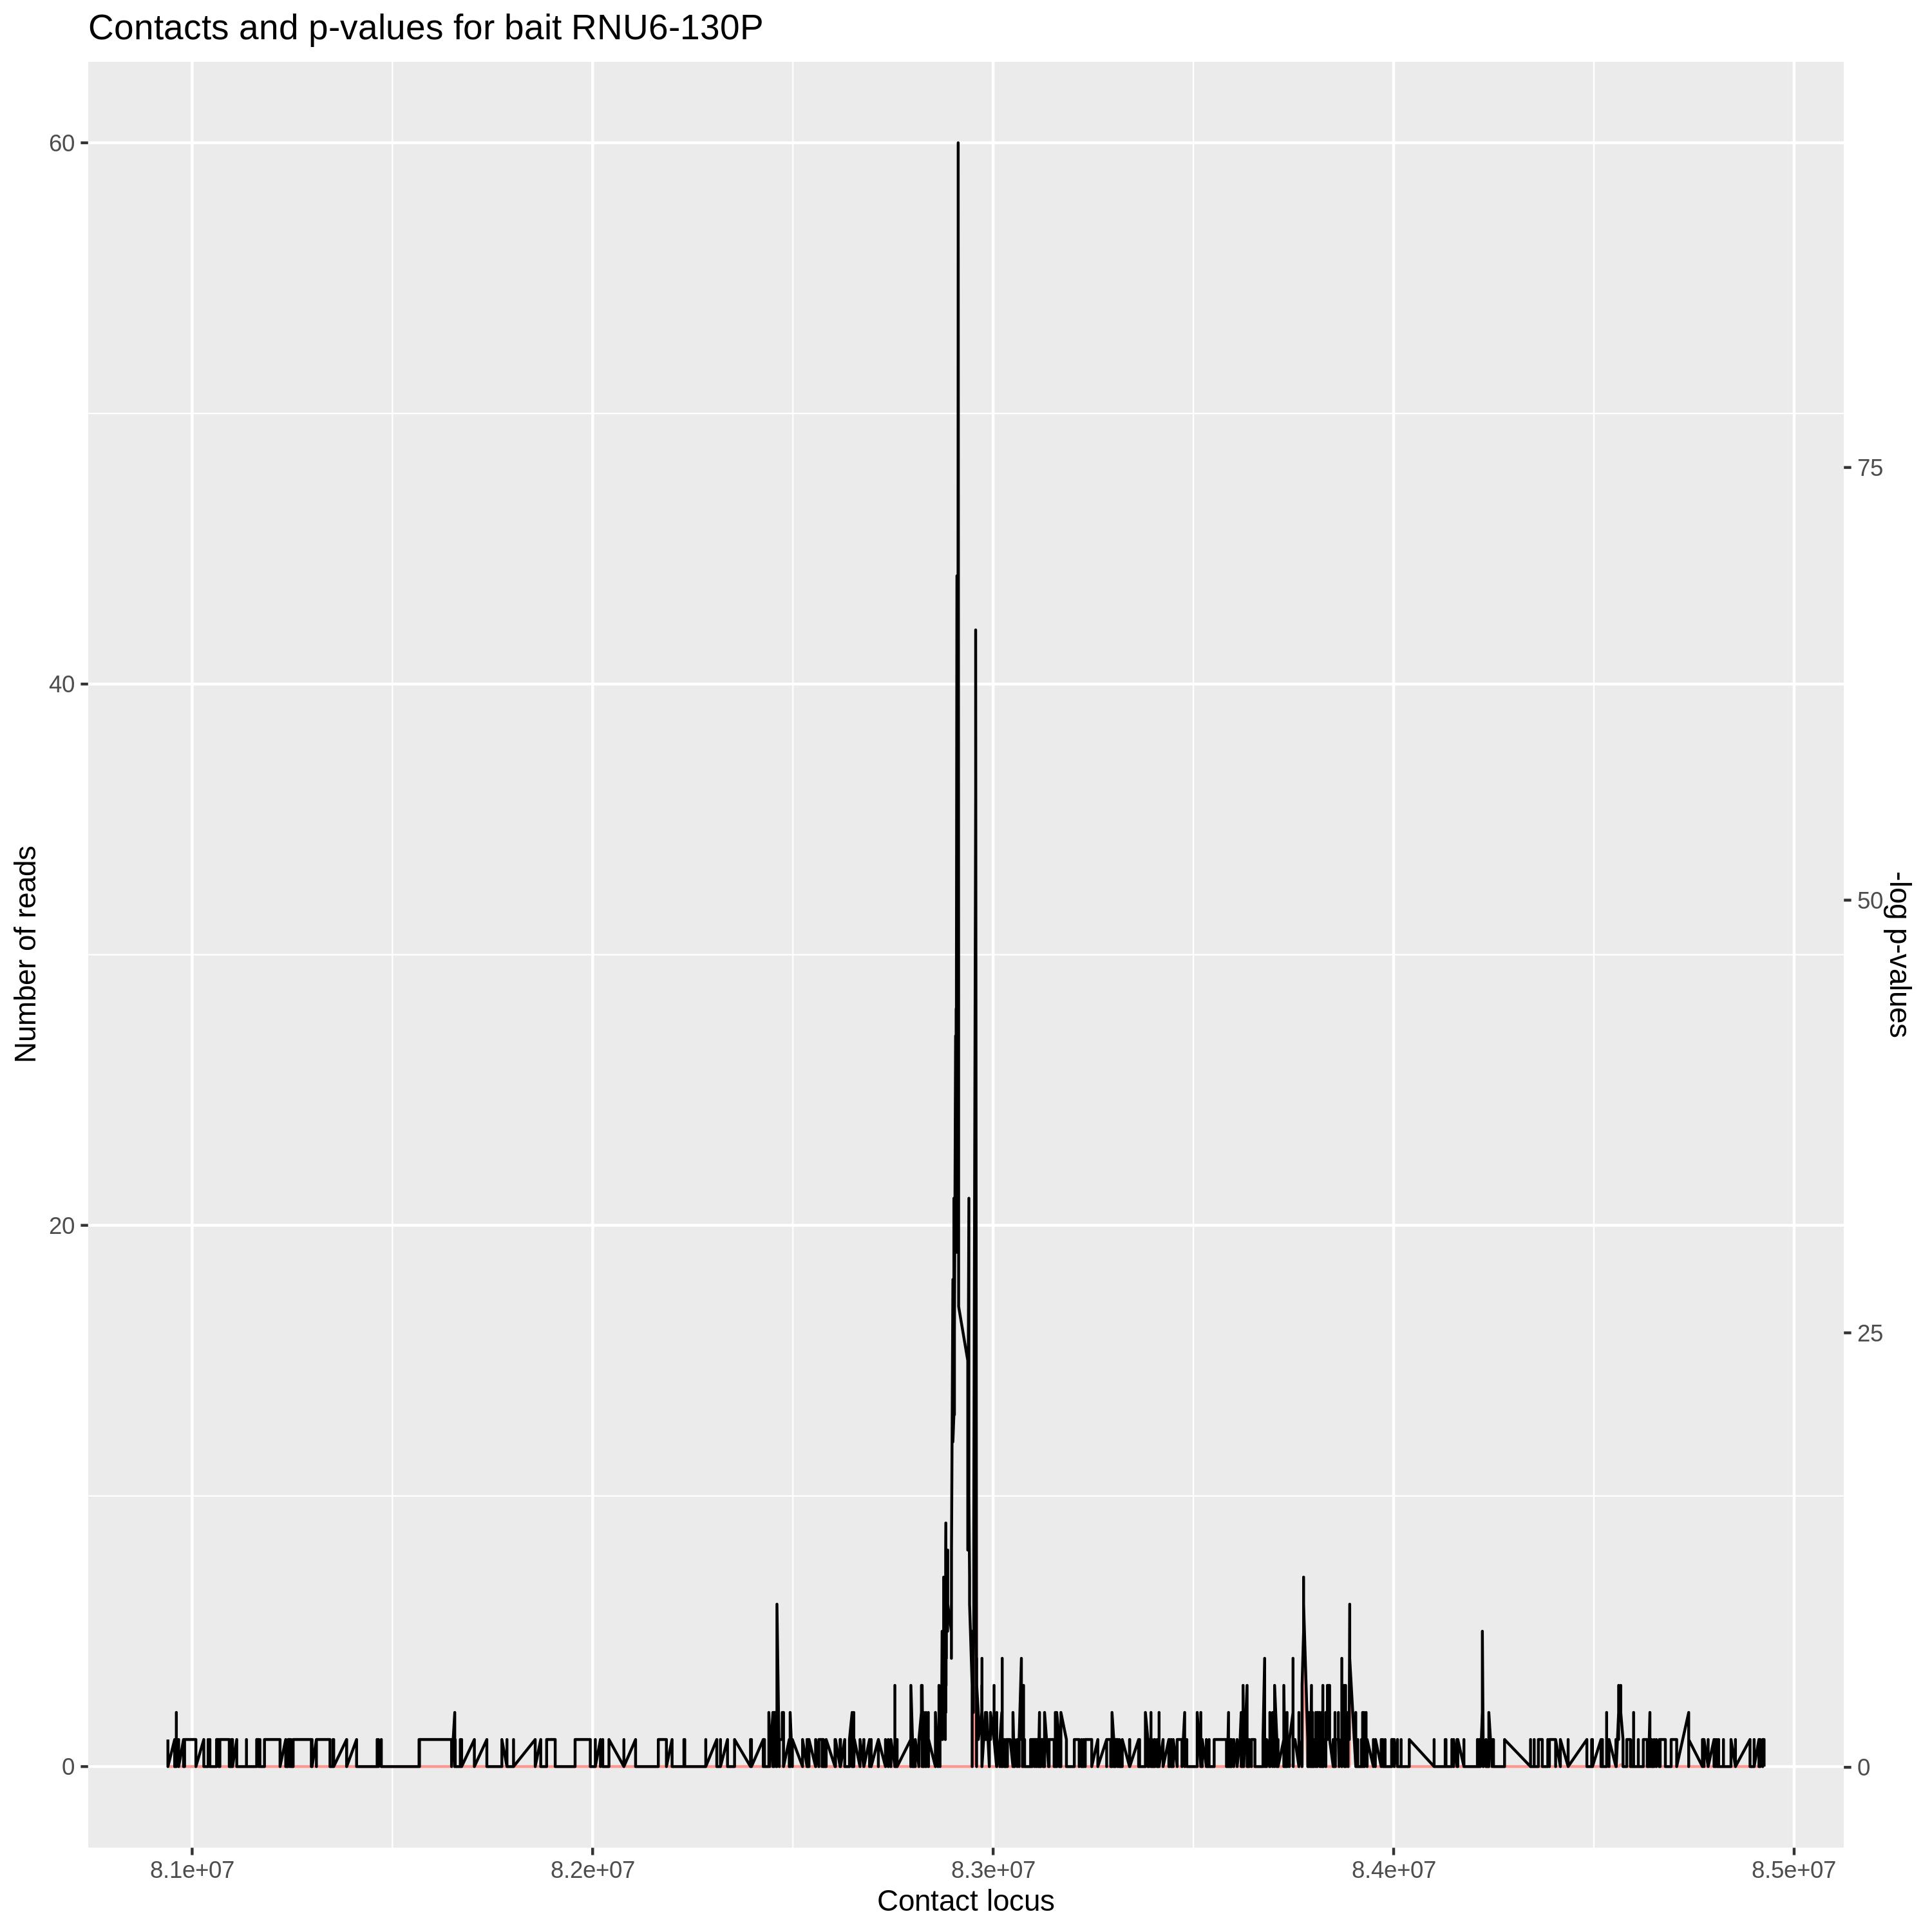 Contacts and p-values for bait RNU6-130P
60
40
20
0
Number of reads
75
50
25
0
-log p-values
8.1e+07
8.2e+07
8.3e+07
8.4e+07
8.5e+07
Contact locus